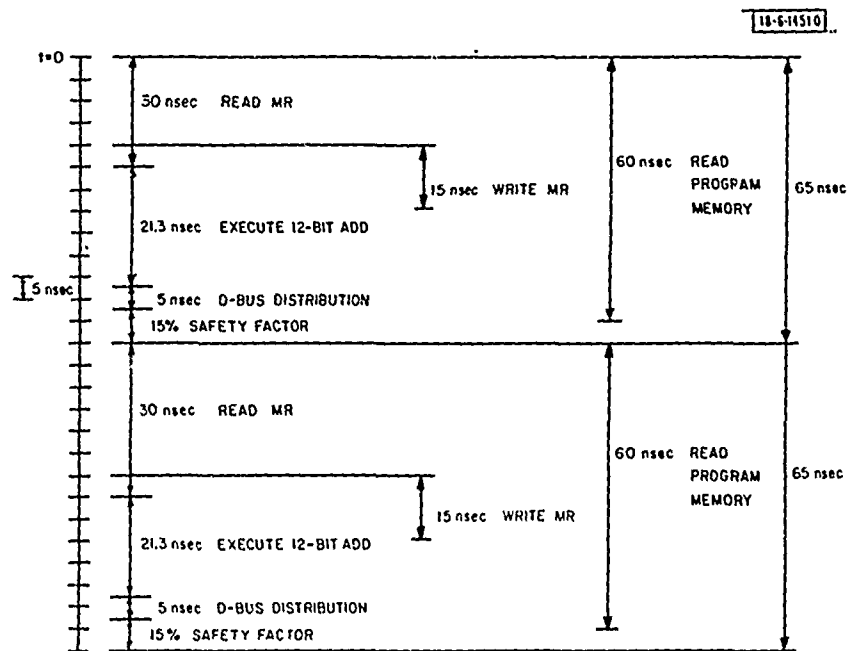 18-6-14510
t=0
30 nsec READ MR
15 nsec WRITE MR
60 nsec READ
PROGRAM
MEMORY
65 nsec
21.3 nsec EXECUTE 12-BIT ADD
5 nsec
5 nsec D-BUS DISTRIBUTION
15% SAFETY FACTOR
30 nsec READ MR
60 nsec READ
PROGRAM
MEMORY
65 nsec
15 nsec WRITE MR
21.3 nsec EXECUTE 12-BIT ADD
5 nsec D-BUS DISTRIBUTION
15% SAFETY FACTOR